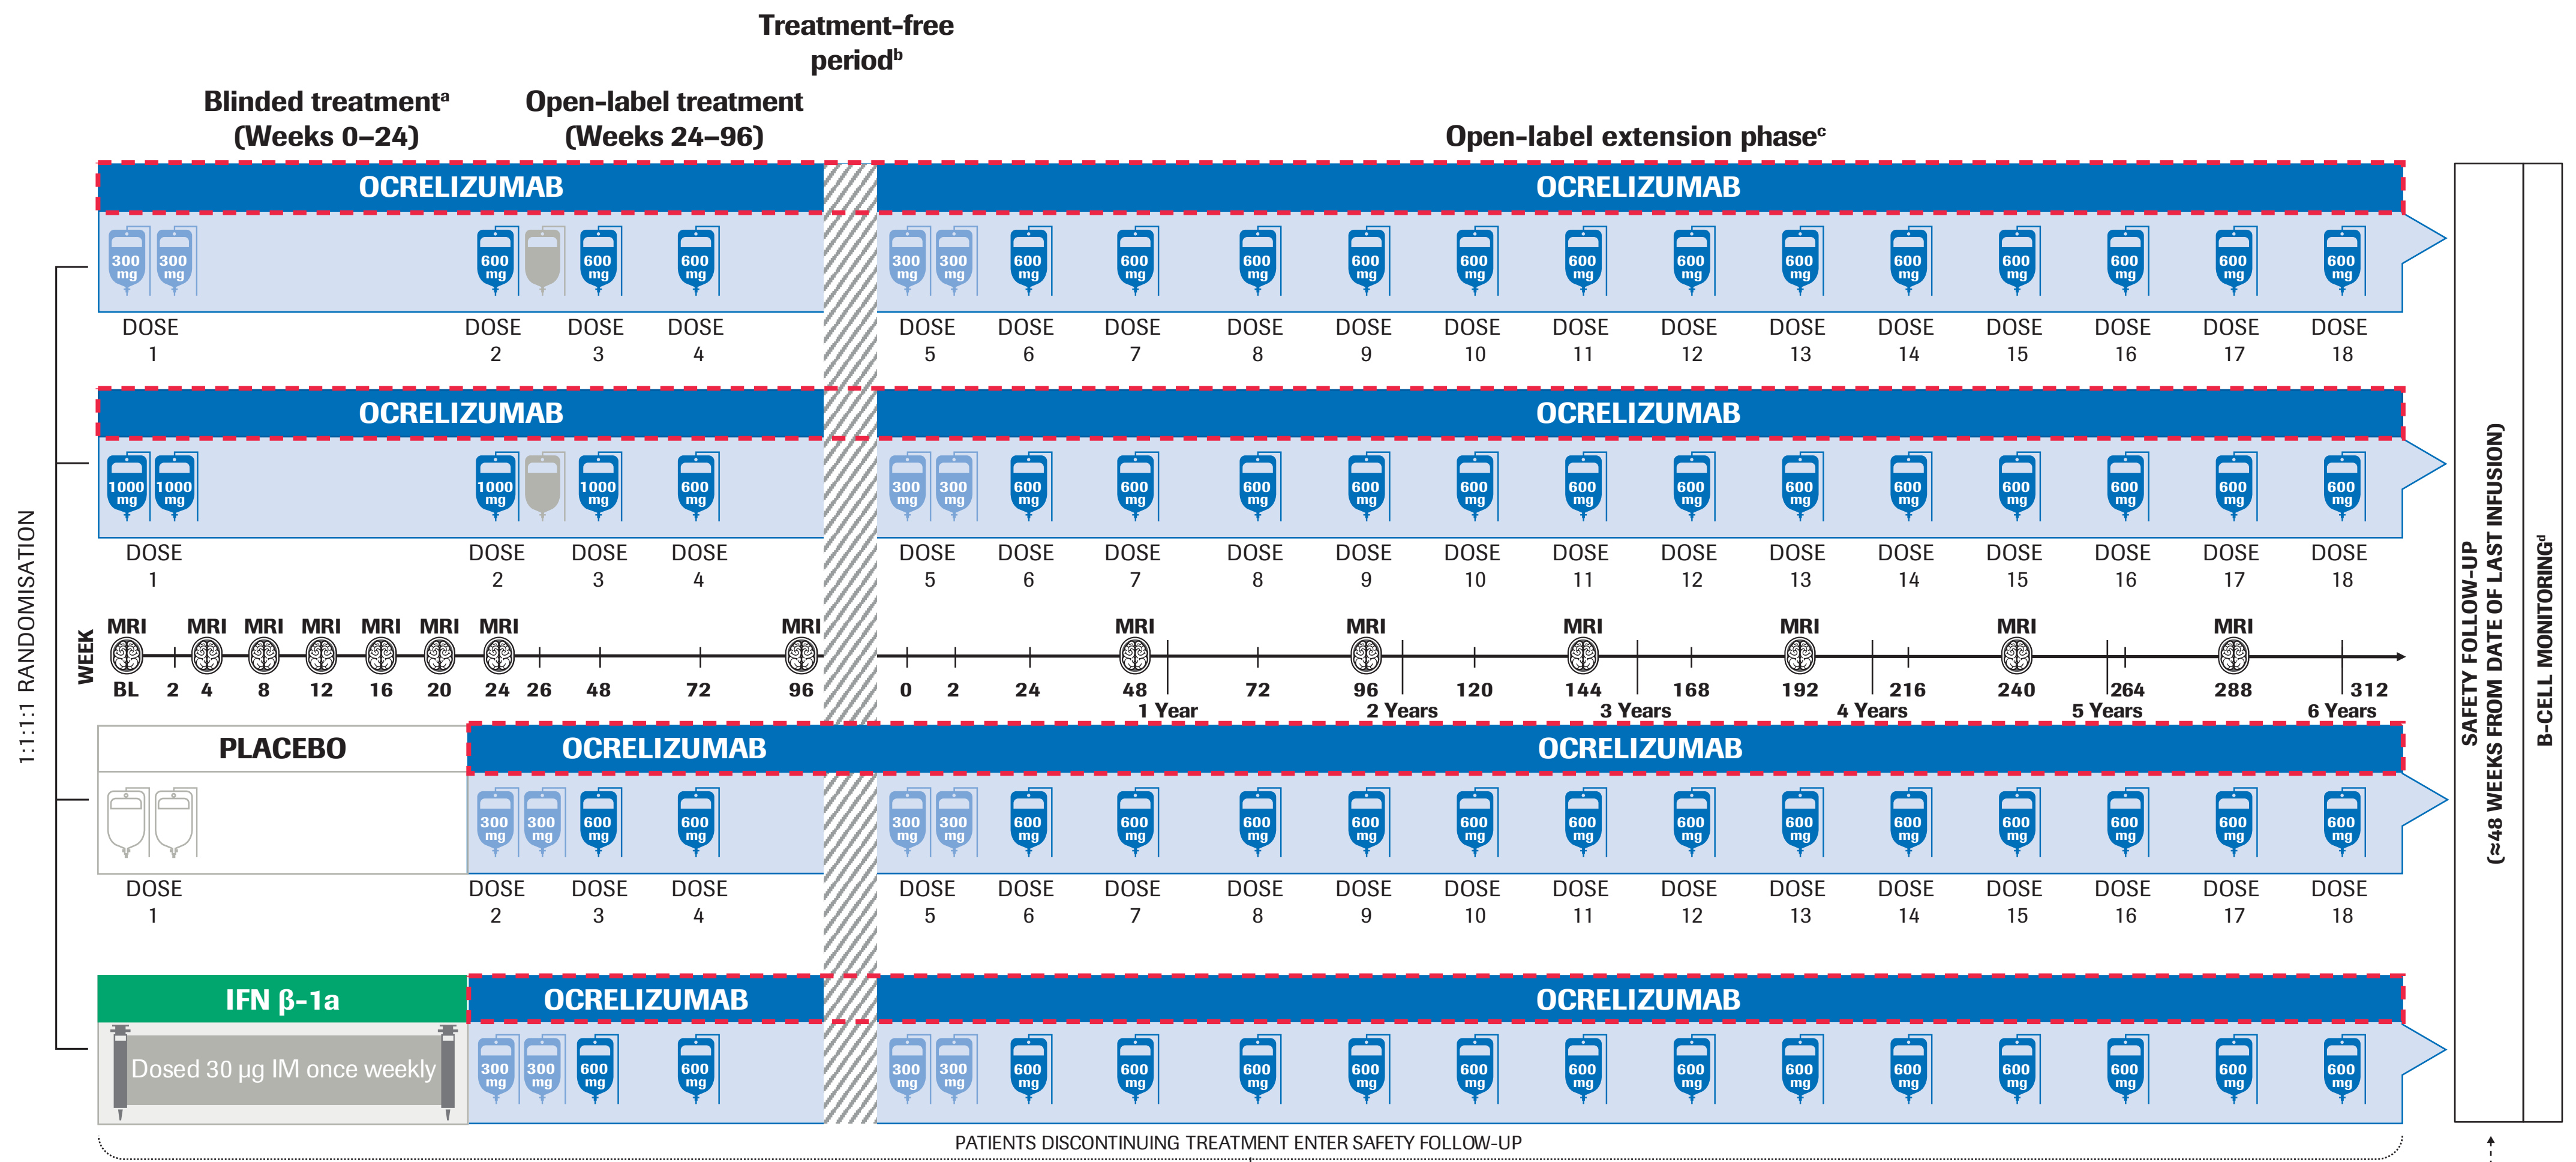 Treatment-free
periodᵇ
Blinded treatmentᵃ
(Weeks 0–24)
Open-label treatment
(Weeks 24–96)
Open-label extension phaseᶜ
1:1:1:1 RANDOMISATION
OCRELIZUMAB
OCRELIZUMAB
300 mg 300 mg 600 mg 600 mg 600 mg 300 mg 300 mg 600 mg 600 mg 600 mg 600 mg 600 mg 600 mg 600 mg 600 mg 600 mg 600 mg 600 mg 600 mg 600 mg
DOSE DOSE DOSE DOSE DOSE DOSE DOSE DOSE DOSE DOSE DOSE DOSE DOSE DOSE DOSE DOSE DOSE DOSE
1 2 3 4 5 6 7 8 9 10 11 12 13 14 15 16 17 18
OCRELIZUMAB
OCRELIZUMAB
1000 mg 1000 mg 1000 mg 1000 mg 600 mg 300 mg 300 mg 600 mg 600 mg 600 mg 600 mg 600 mg 600 mg 600 mg 600 mg 600 mg 600 mg 600 mg 600 mg 600 mg
DOSE DOSE DOSE DOSE DOSE DOSE DOSE DOSE DOSE DOSE DOSE DOSE DOSE DOSE DOSE DOSE DOSE DOSE
1 2 3 4 5 6 7 8 9 10 11 12 13 14 15 16 17 18
WEEK
MRI MRI MRI MRI MRI MRI MRI MRI MRI MRI MRI MRI MRI MRI
BL 2 4 8 12 16 20 24 26 48 72 96 0 2 24 48 72 96 120 144 168 192 216 240 264 288 312
1 Year 2 Years 3 Years 4 Years 5 Years 6 Years
PLACEBO
OCRELIZUMAB
OCRELIZUMAB
300 mg 300 mg 600 mg 600 mg 300 mg 300 mg 600 mg 600 mg 600 mg 600 mg 600 mg 600 mg 600 mg 600 mg 600 mg 600 mg 600 mg 600 mg 600 mg
DOSE DOSE DOSE DOSE DOSE DOSE DOSE DOSE DOSE DOSE DOSE DOSE DOSE DOSE DOSE DOSE DOSE DOSE
1 2 3 4 5 6 7 8 9 10 11 12 13 14 15 16 17 18
IFN β-1a
OCRELIZUMAB
OCRELIZUMAB
Dosed 30 µg IM once weekly
300 mg 300 mg 600 mg 600 mg 300 mg 300 mg 600 mg 600 mg 600 mg 600 mg 600 mg 600 mg 600 mg 600 mg 600 mg 600 mg 600 mg 600 mg 600 mg
PATIENTS DISCONTINUING TREATMENT ENTER SAFETY FOLLOW-UP
SAFETY FOLLOW-UP
(≈48 WEEKS FROM DATE OF LAST INFUSION)
B-CELL MONITORINGᵈ